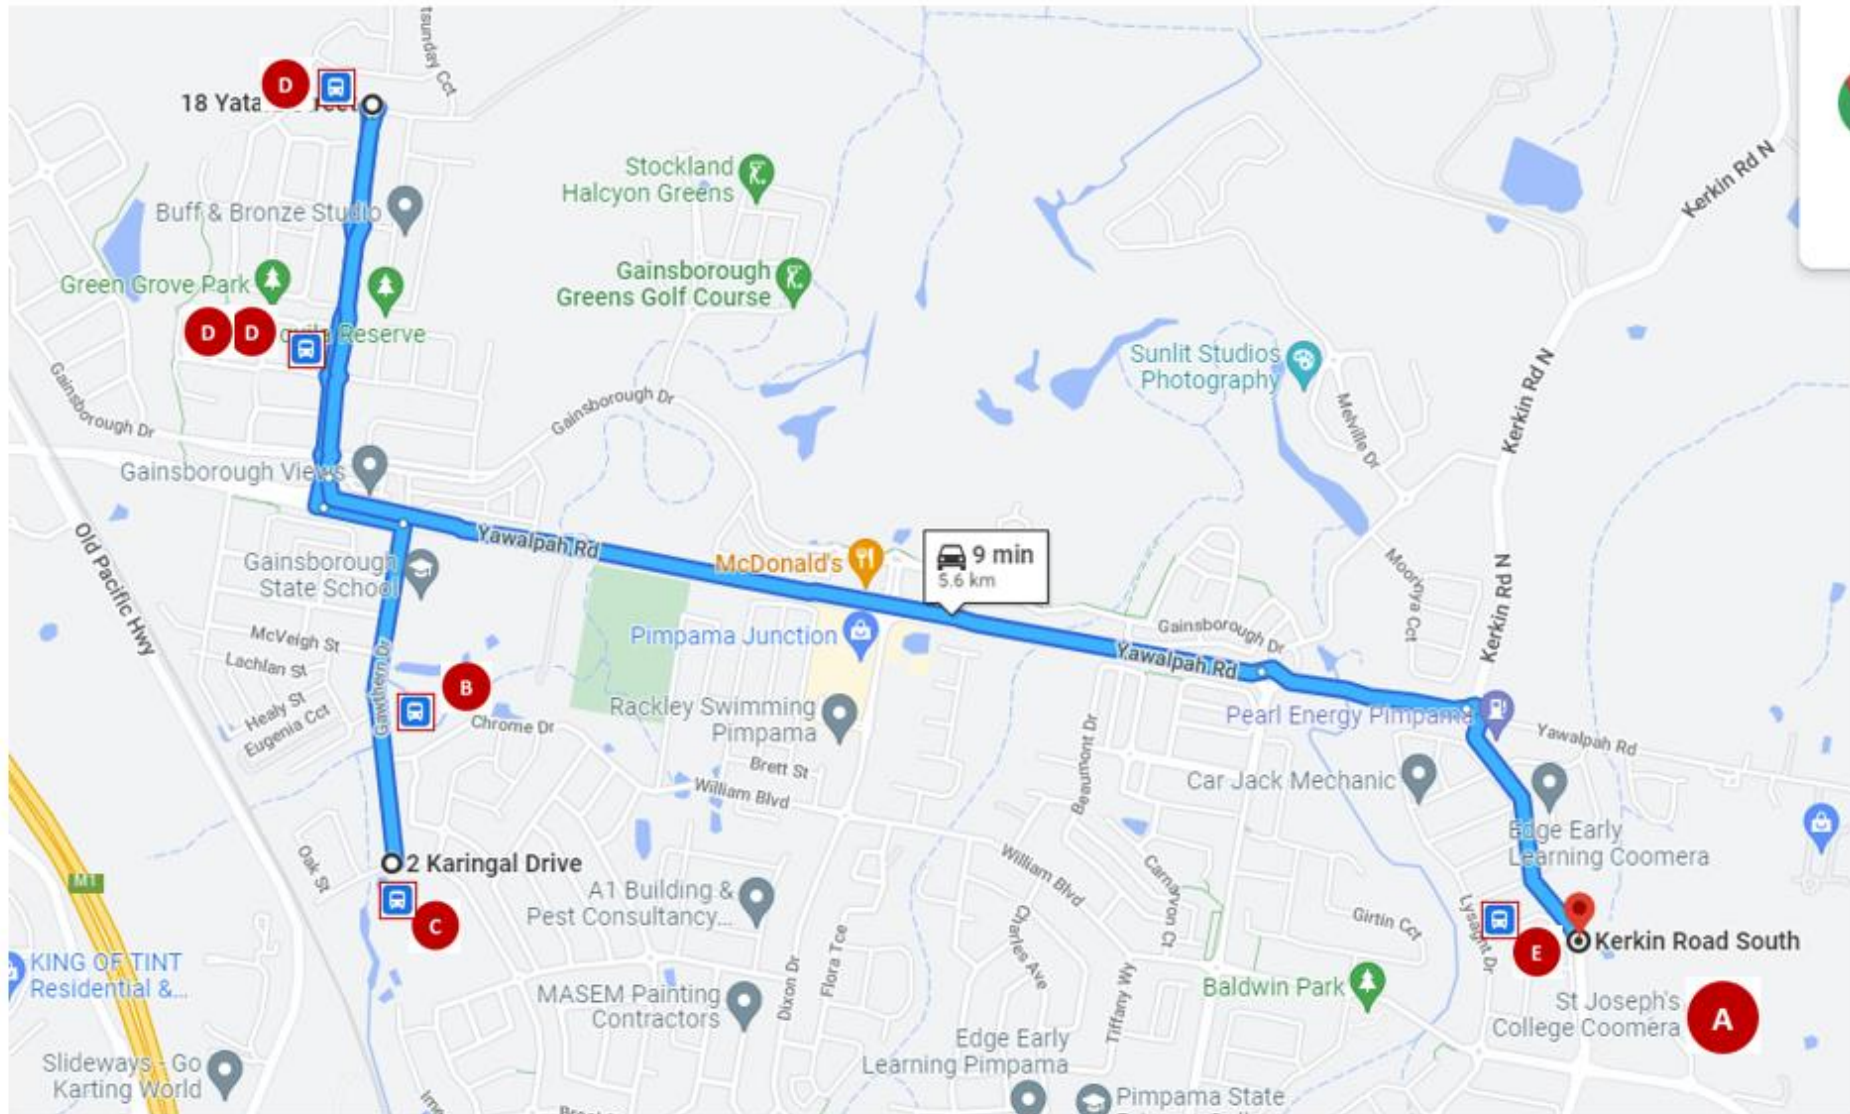 tsunday Cct
D
18 Yata
Buff & Bronze Studio
Stockland
Halcyon Greens
Kerkin Rd N
Green Grove Park
Gainsborough
Greens Golf Course
D
D
Reserve
Sunlit Studios
Photography
Kerkin Rd N
Gainsborough Dr
Gainsborough Dr
Melville Dr
Gainsborough Views
Old Pacific Hwy
Yawalpah Rd
McDonald's
9 min
5.6 km
Gainsborough
State School
Moornya Cct
Kerkin Rd N
McVeigh St
Pimpama Junction
Gainsborough Dr
Lachlan St
Gawthern Dr
Yawalpah Rd
B
Healy St
Eugenia Cct
Chrome Dr
Rackley Swimming
Pimpama
Pearl Energy Pimpama
Yawalpah Rd
Beaumont Dr
Brett St
William Blvd
Car Jack Mechanic
Edge Early
Learning Coomera
Oak St
2 Karingal Drive
William Blvd
Carnarvon Ct
M1
A1 Building &
Pest Consultancy...
C
Charles Ave
Girtin Cct
Lysaght Dr
E
Kerkin Road South
KING OF TINT
Residential &...
Flora Tce
Dixon Dr
Tiffany Wy
MASEM Painting
Contractors
Baldwin Park
St Joseph's
College Coomera
A
Slideways - Go
Karting World
Edge Early
Learning Pimpama
Pimpama State